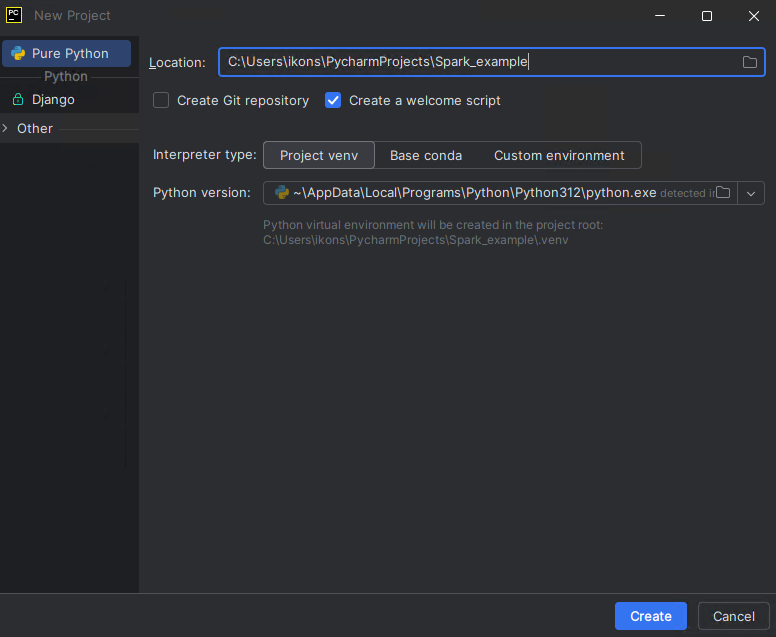 PC
New Project
Pure Python
Python
Django
Other
Location: C:\Users\ikons\PycharmProjects\Spark_example
Create Git repository Create a welcome script
Interpreter type: Project venv Base conda Custom environment
Python version: ~\AppData\Local\Programs\Python\Python312\python.exe detected in
Python virtual environment will be created in the project root:
C:\Users\ikons\PycharmProjects\Spark_example\.venv
Create Cancel